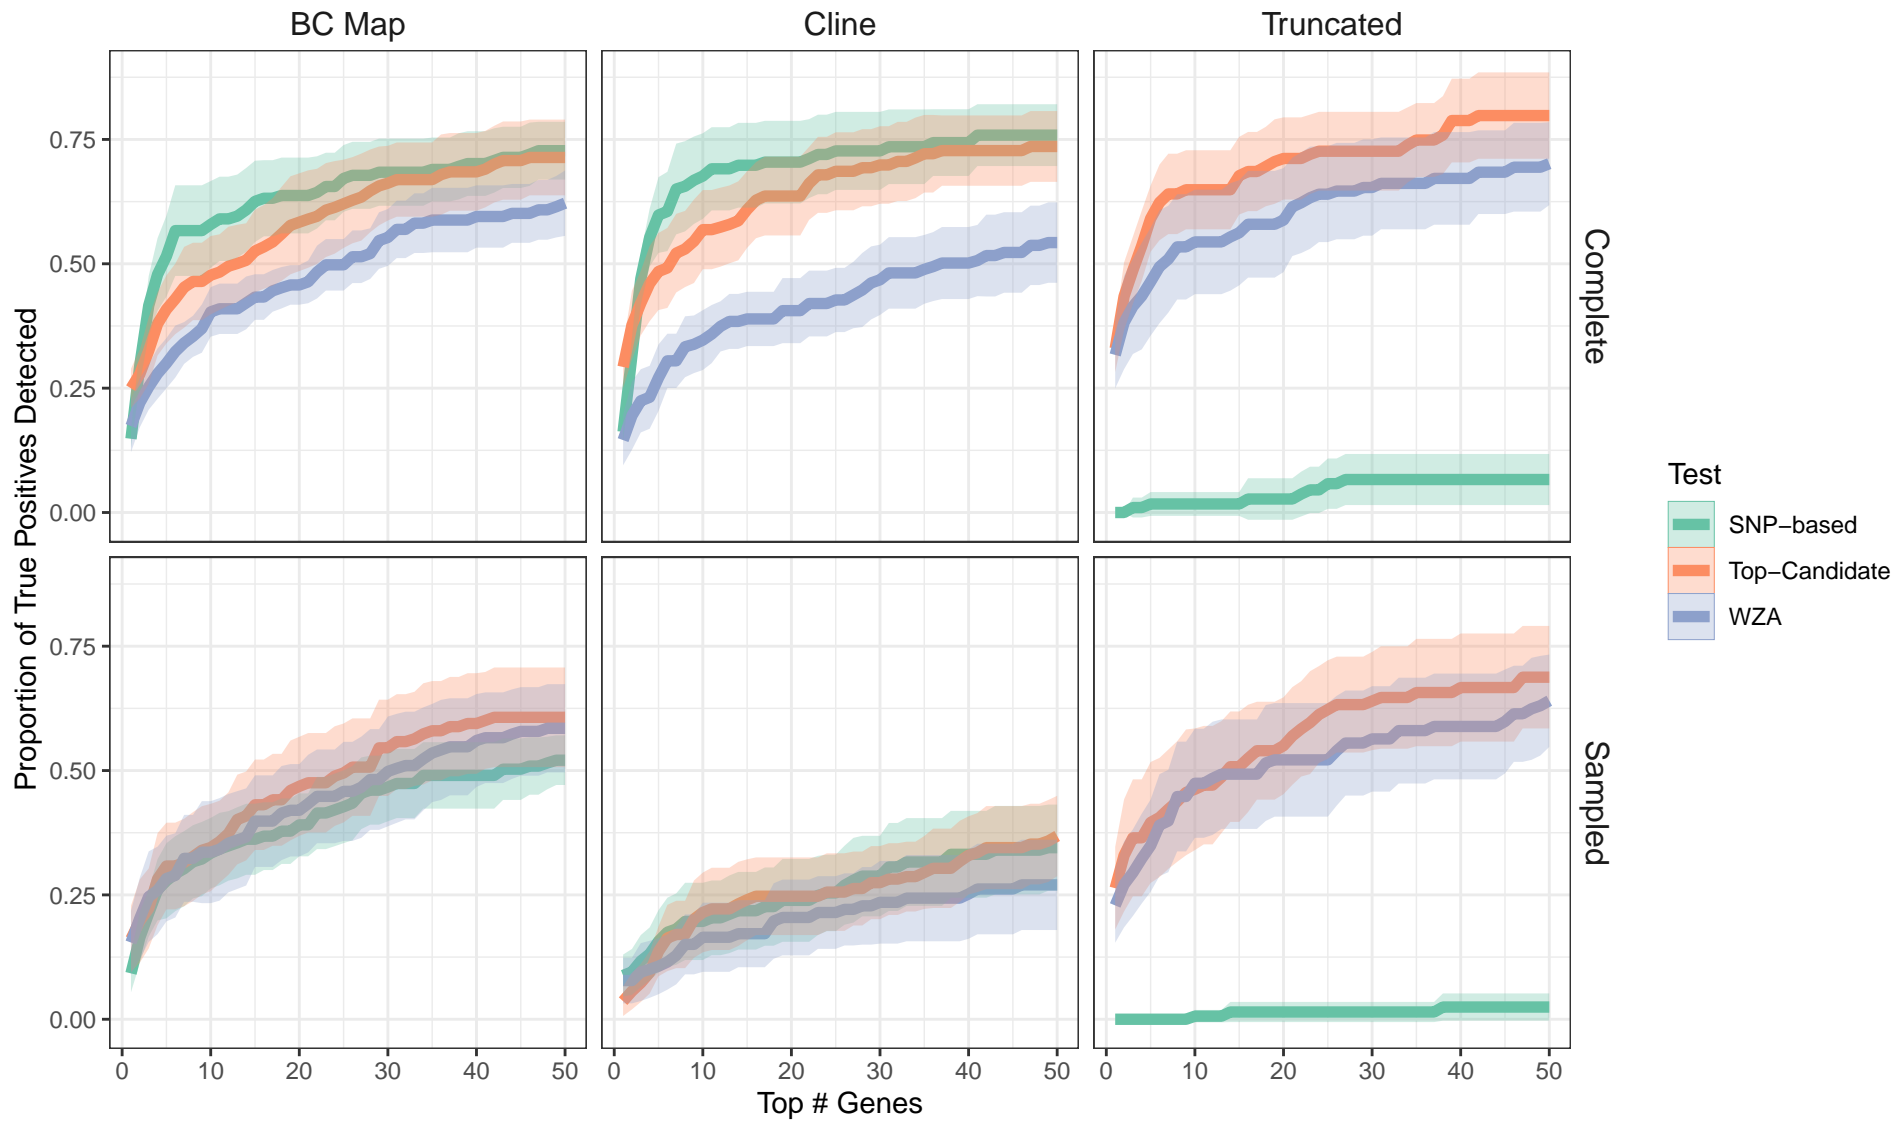 BC Map
Cline
Truncated
Proportion of True Positives Detected
0.75
0.50
0.25
0.00
Complete
0.75
0.50
0.25
0.00
Sampled
0 10 20 30 40 50
0 10 20 30 40 50
0 10 20 30 40 50
Top # Genes
Test
SNP−based
Top−Candidate
WZA